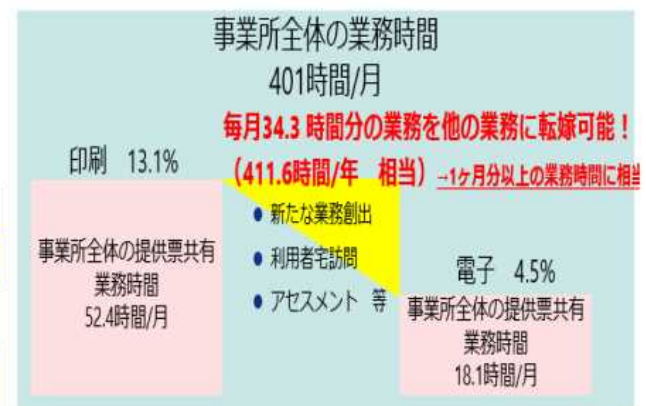 事業所全体の業務時間
401時間/月
毎月34.3 時間分の業務を他の業務に転嫁可能！
（411.6時間/年　相当）→1ヶ月分以上の業務時間に相当
印刷　13.1%
事業所全体の提供票共有
業務時間
52.4時間/月
● 新たな業務創出
● 利用者宅訪問
● アセスメント　等
電子　4.5%
事業所全体の提供票共有
業務時間
18.1時間/月